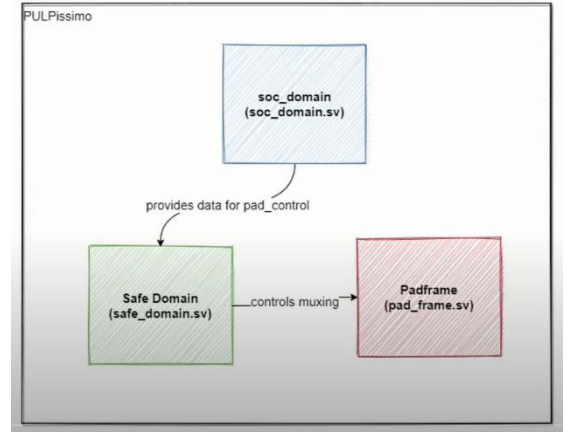 PULPissimo
soc_domain
(soc_domain.sv)
provides data for pad_control
Safe Domain
(safe_domain.sv)
controls muxing
Padframe
(pad_frame.sv)